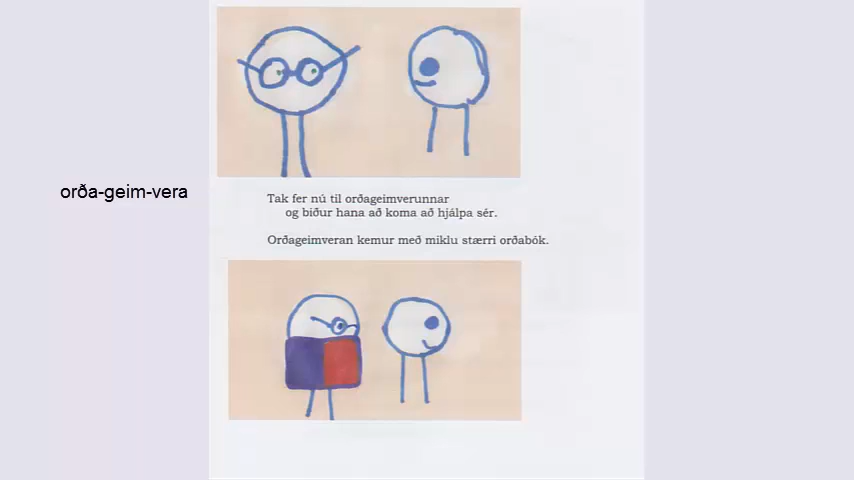 orða-geim-vera
Tak fer nú til orðageimverunnar
og biður hana að koma að hjálpa sér.
Orðageimveran kemur með miklu stærri orðabók.